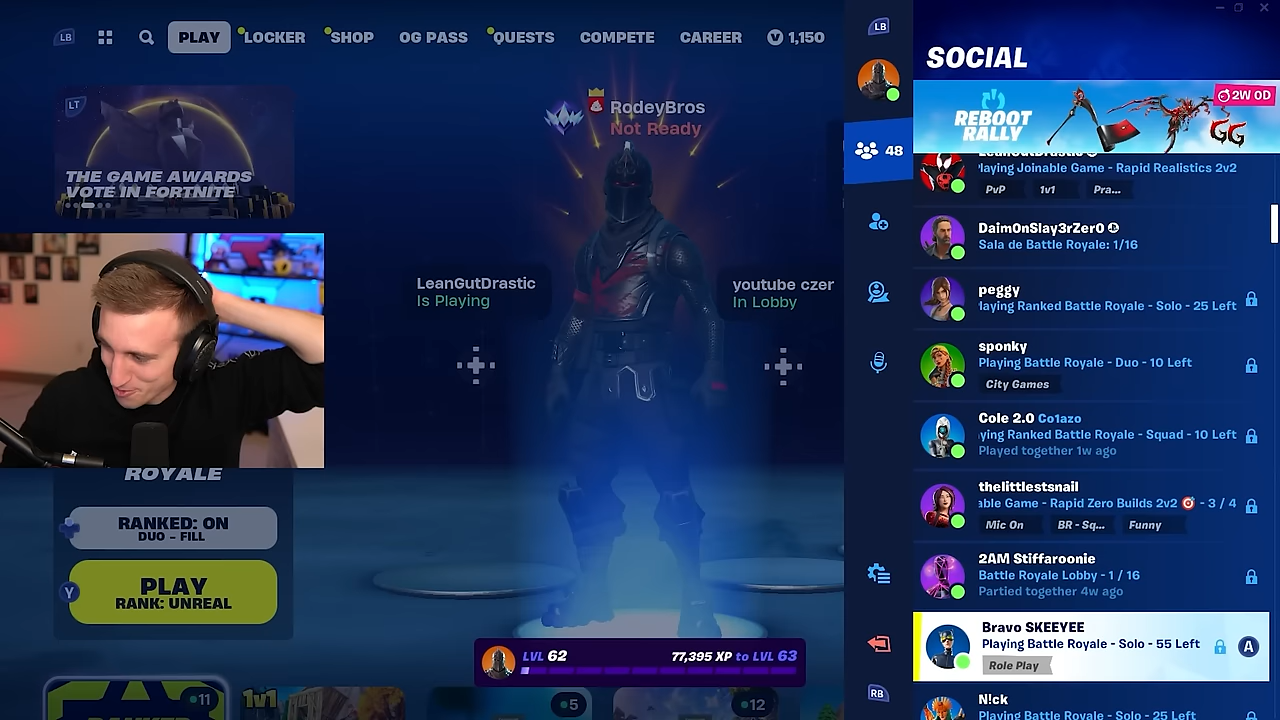 LB
PLAY
LOCKER
SHOP
OG PASS
QUESTS
COMPETE
CAREER
1,150
LT
THE GAME AWARDS
VOTE IN FORTNITE
RodeyBros
Not Ready
LeanGutDrastic
Is Playing
youtube czer
In Lobby
ROYALE
RANKED: ON
DUO - FILL
Y
PLAY
RANK: UNREAL
LVL 62
77,395 XP to LVL 63
11
1v1
5
12
LB
48
RB
SOCIAL
REBOOT
RALLY
GG
2W 0D
LeanGutDrastic
Playing Joinable Game - Rapid Realistics 2v2
PvP
1v1
Pra...
Daim0nSlay3rZer0
Sala de Battle Royale: 1/16
peggy
laying Ranked Battle Royale - Solo - 25 Left
sponky
Playing Battle Royale - Duo - 10 Left
City Games
Cole 2.0 Co1azo
ying Ranked Battle Royale - Squad - 10 Left
Played together 1w ago
thelittlestsnail
able Game - Rapid Zero Builds 2v2 🎯 - 3 / 4
Mic On
BR - Sq...
Funny
2AM Stiffaroonie
Battle Royale Lobby - 1 / 16
Partied together 4w ago
Bravo SKEEYEE
Playing Battle Royale - Solo - 55 Left
A
Role Play
N!ck
Playing Battle Royale - Solo - 25 Left